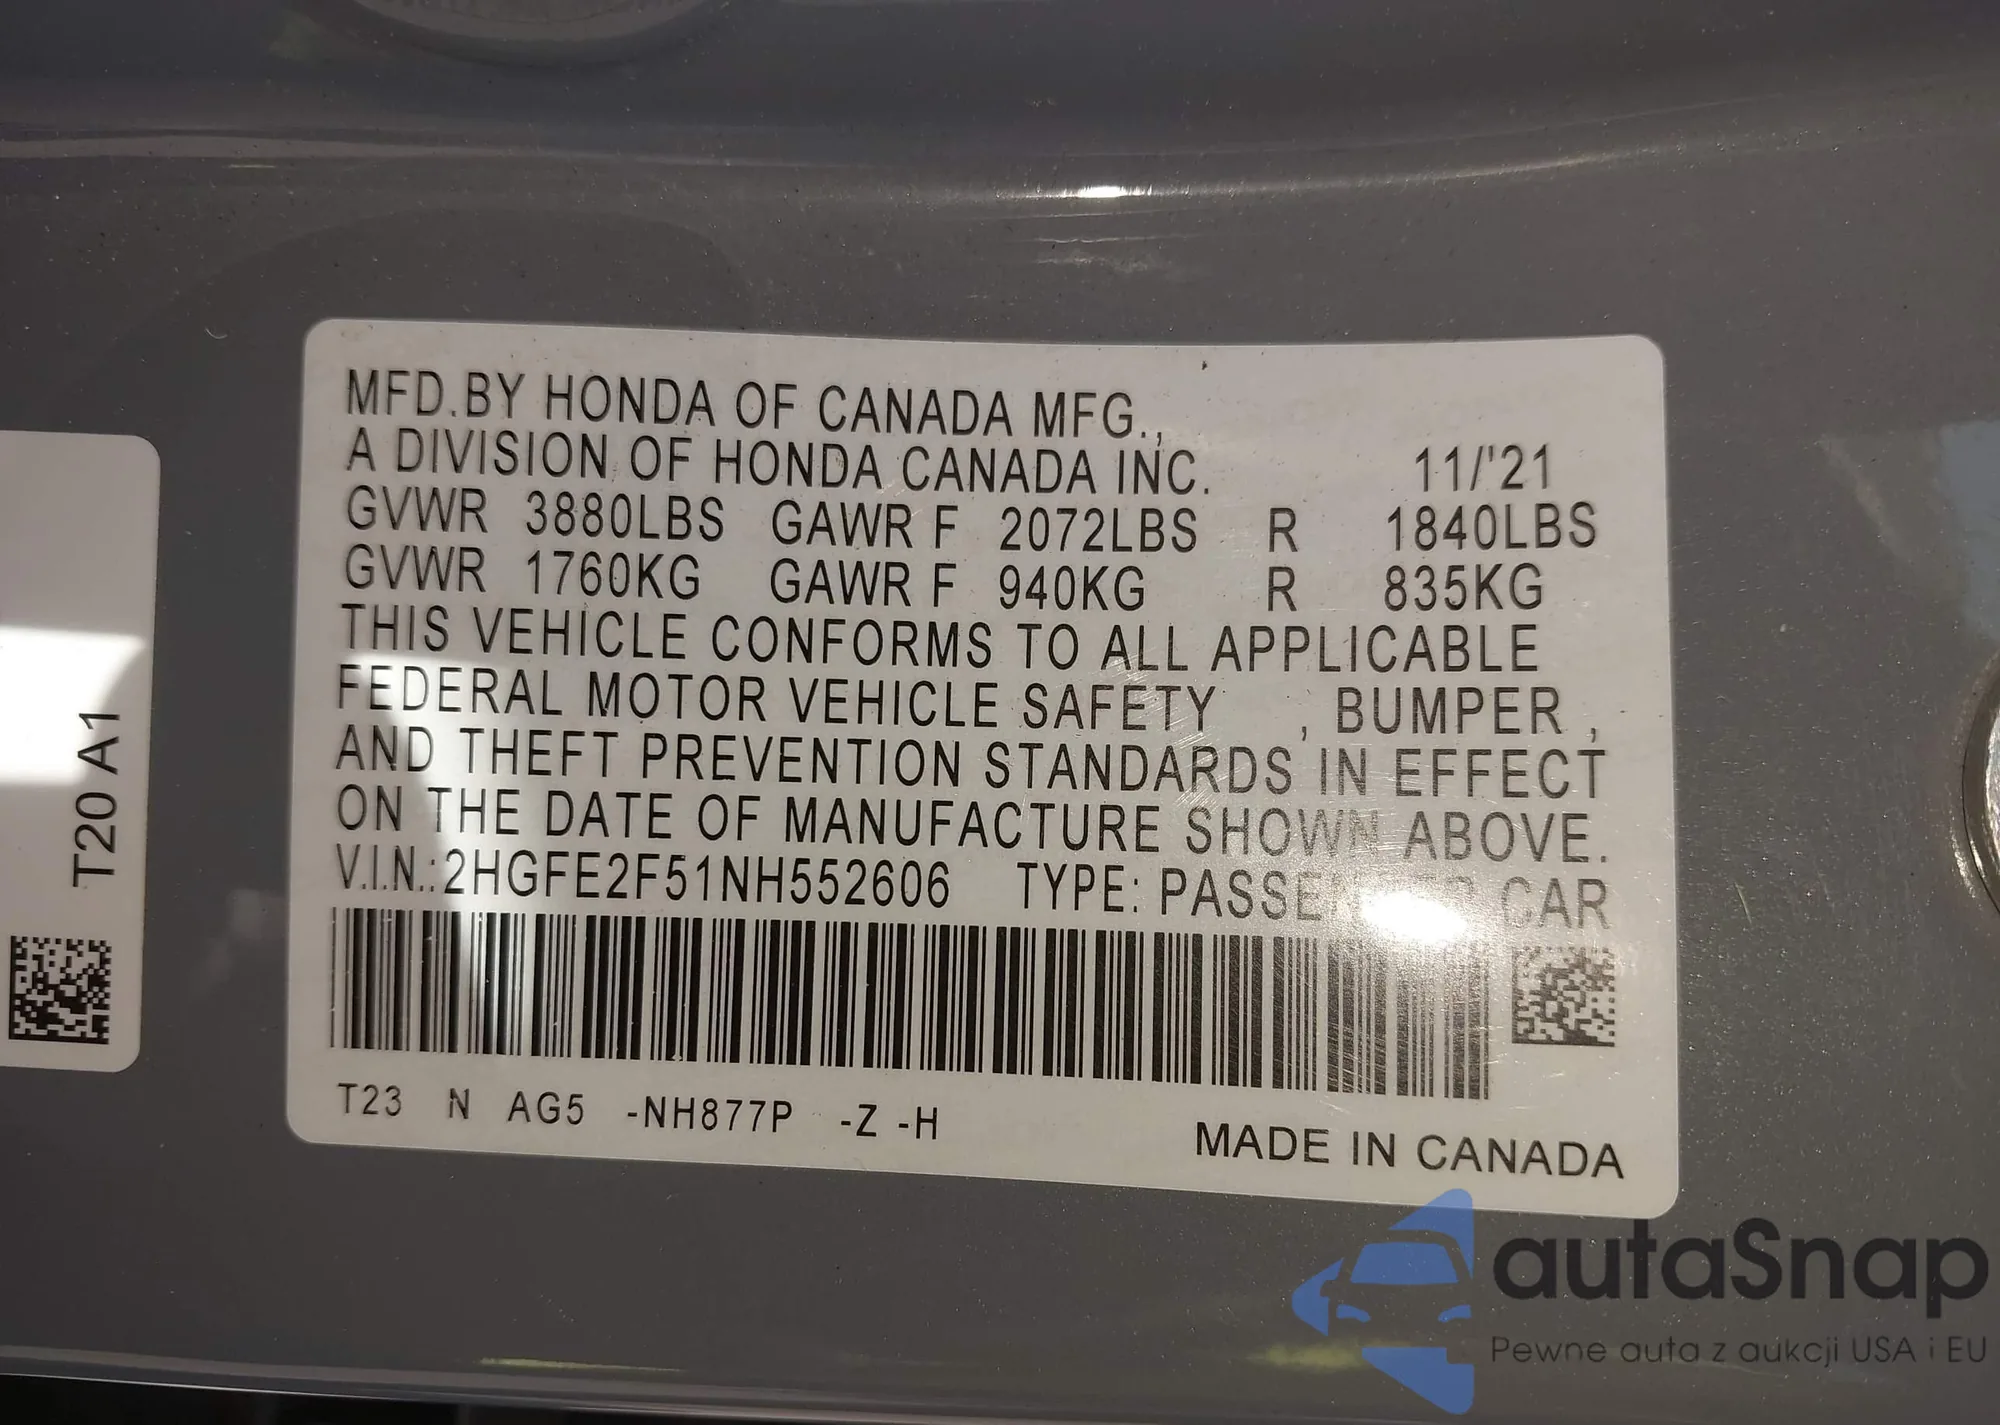 MFD.BY HONDA OF CANADA MFG.,
A DIVISION OF HONDA CANADA INC. 11/'21
GVWR 3880LBS GAWR F 2072LBS R 1840LBS
GVWR 1760KG GAWR F 940KG R 835KG
THIS VEHICLE CONFORMS TO ALL APPLICABLE
FEDERAL MOTOR VEHICLE SAFETY , BUMPER ,
AND THEFT PREVENTION STANDARDS IN EFFECT
ON THE DATE OF MANUFACTURE SHOWN ABOVE.
V.I.N.:2HGFE2F51NH552606 TYPE: PASSENGER CAR
T23 N AG5 -NH877P -Z -H
MADE IN CANADA
T20 A1
autaSnap
Pewne auta z aukcji USA i EU